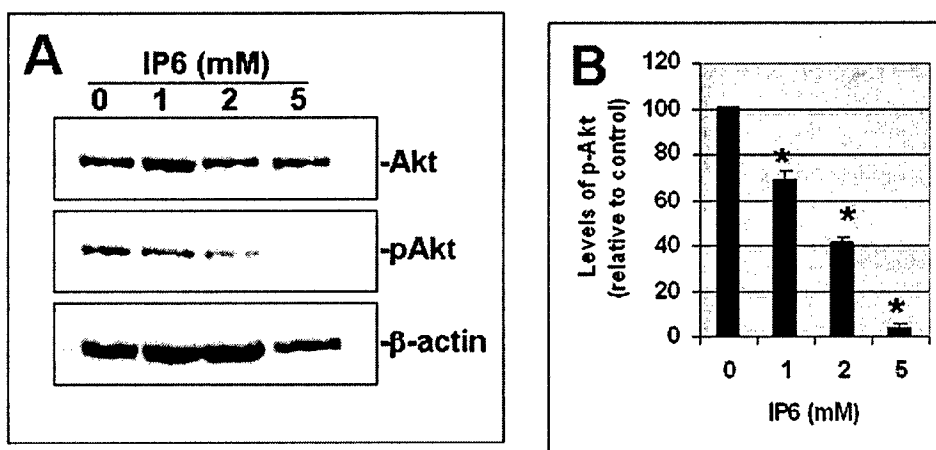 A
IP6 (mM)
0 1 2 5
-Akt
-pAkt
-β-actin
B
Levels of p-Akt
(relative to control)
120
100
80
60
40
20
0
*
*
*
0 1 2 5
IP6 (mM)